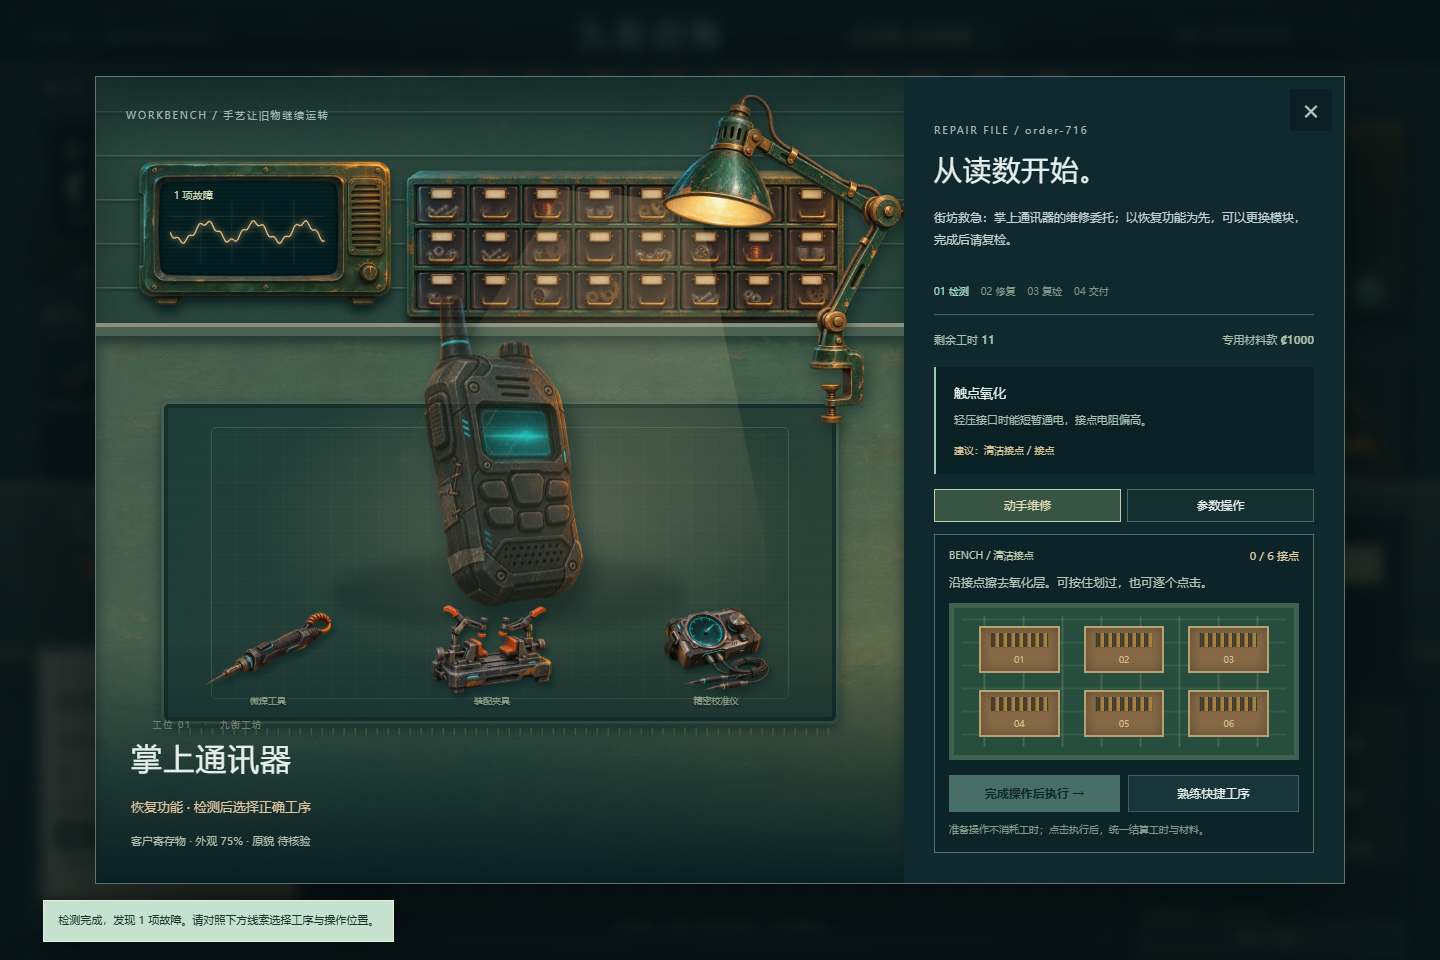 WORKBENCH / 手艺让旧物继续运转
1 项故障
微焊工具
装配夹具
精密校准仪
工位 01 · 九街工坊
掌上通讯器
恢复功能 · 检测后选择正确工序
客户寄存物 · 外观 75% · 原貌 待核验
×
REPAIR FILE / order-716
从读数开始。
街坊救急：掌上通讯器的维修委托；以恢复功能为先，可以更换模块，
完成后请复检。
01 检测 02 修复 03 复检 04 交付
剩余工时 11 专用材料款 ₡1000
触点氧化
轻压接口时能短暂通电，接点电阻偏高。
建议：清洁接点 / 接点
动手维修 参数操作
BENCH / 清洁接点 0 / 6 接点
沿接点擦去氧化层。可按住划过，也可逐个点击。
01 02 03
04 05 06
完成操作后执行 → 熟练快捷工序
准备操作不消耗工时；点击执行后，统一结算工时与材料。
检测完成，发现 1 项故障。请对照下方线索选择工序与操作位置。